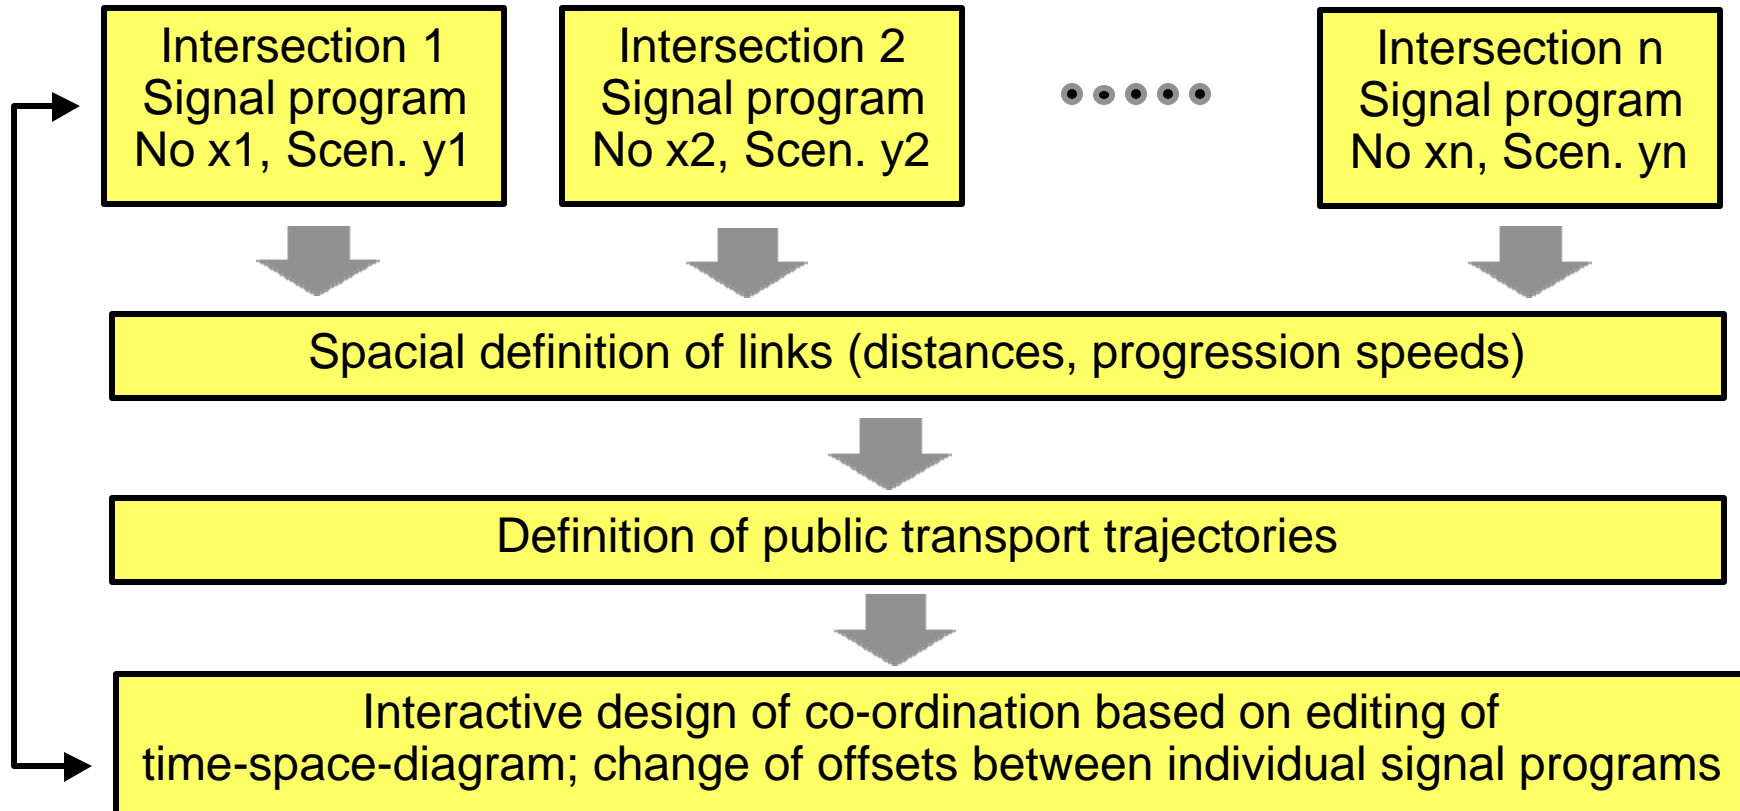 Intersection 1
Signal program
No x1, Scen. y1
Intersection 2
Signal program
No x2, Scen. y2
Intersection n
Signal program
No xn, Scen. yn
Spacial definition of links (distances, progression speeds)
Definition of public transport trajectories
Interactive design of co-ordination based on editing of
time-space-diagram; change of offsets between individual signal programs